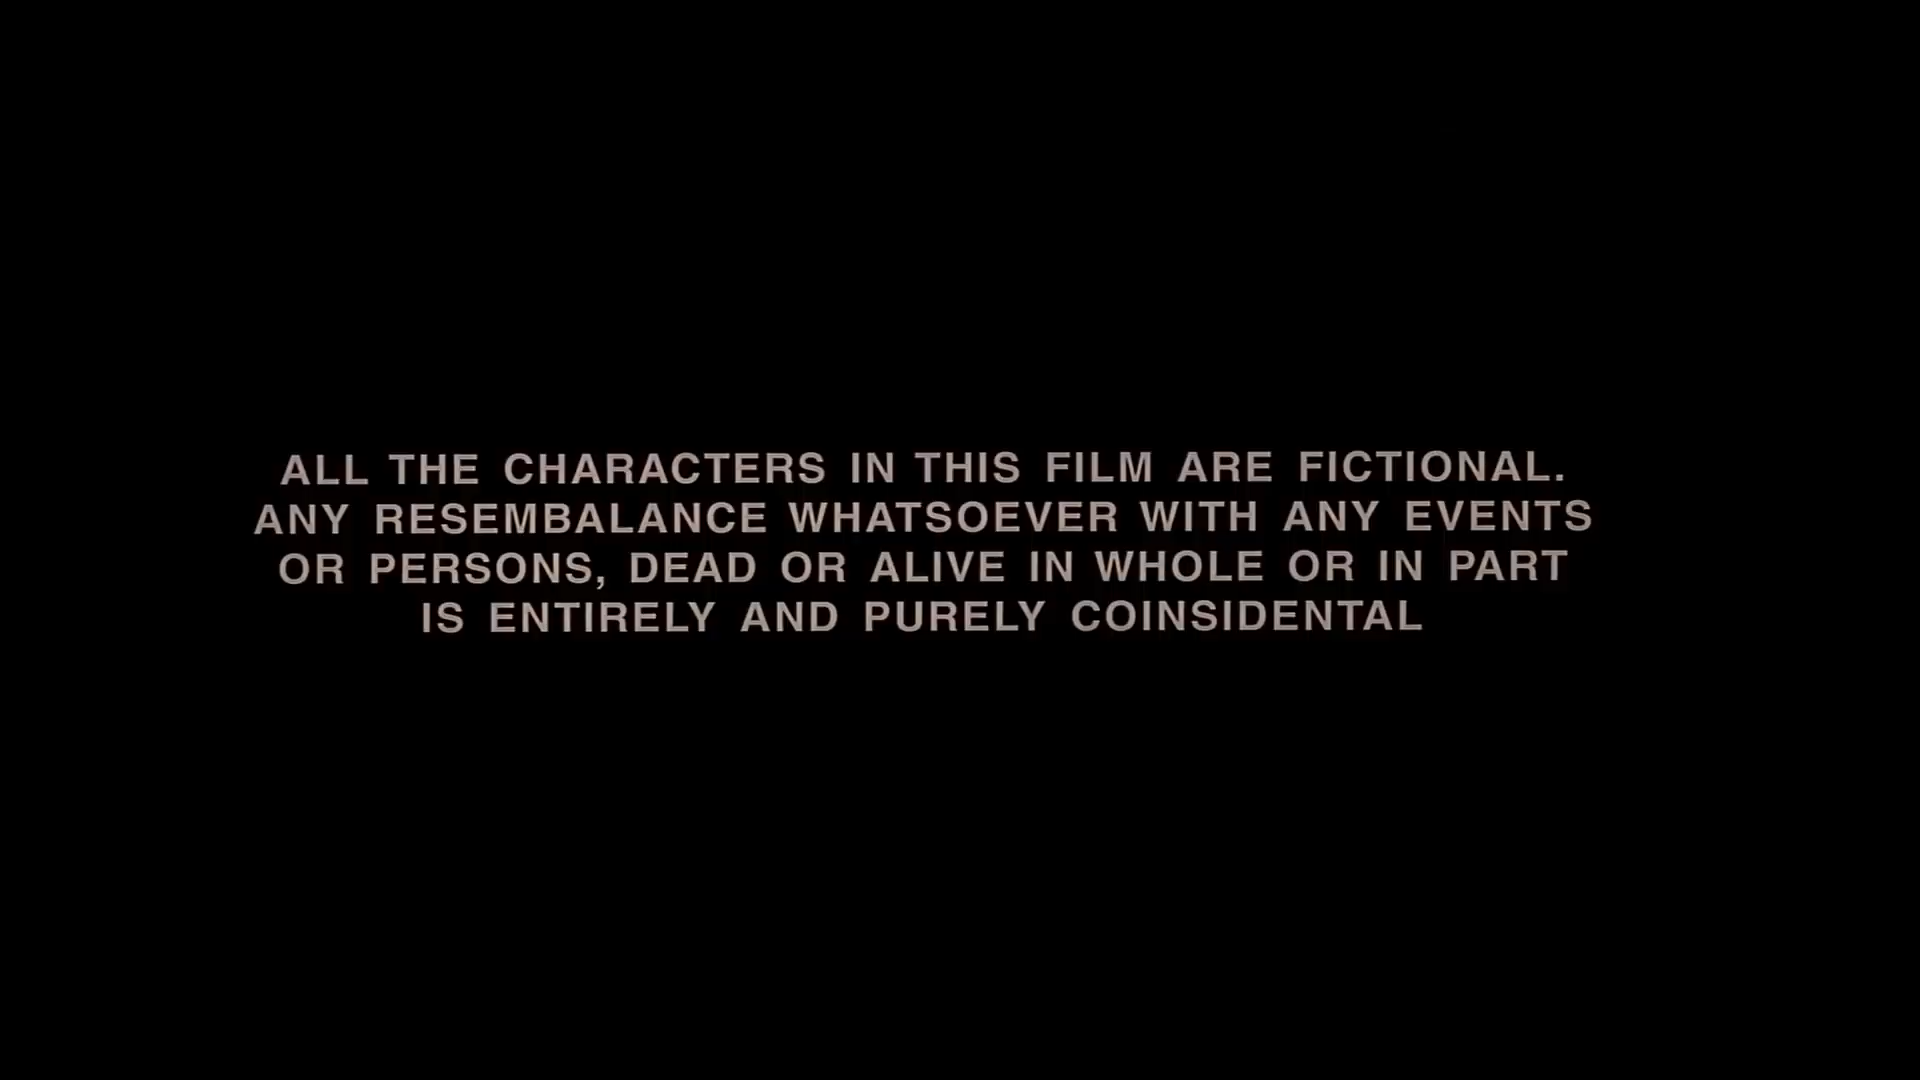 ALL THE CHARACTERS IN THIS FILM ARE FICTIONAL.
ANY RESEMBALANCE WHATSOEVER WITH ANY EVENTS
OR PERSONS, DEAD OR ALIVE IN WHOLE OR IN PART
IS ENTIRELY AND PURELY COINSIDENTAL